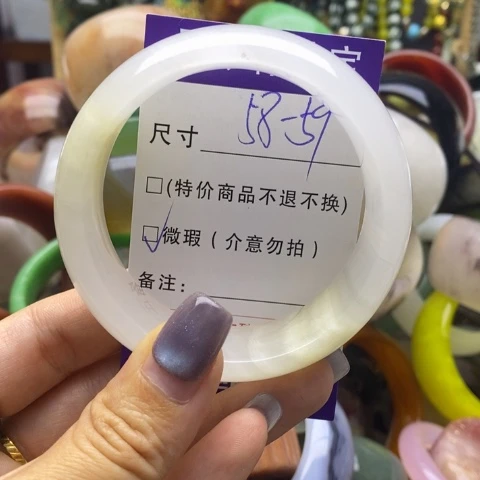 尺寸 58-59
□(特价商品不退不换)
☑微瑕(介意勿拍)
备注: